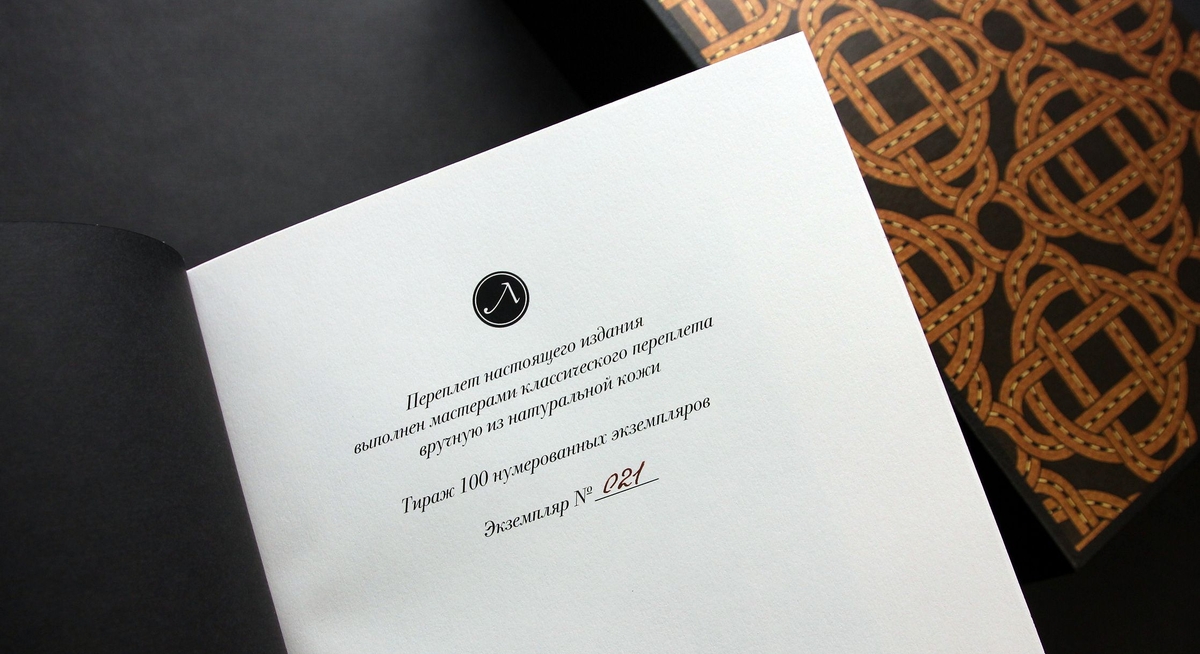 Л
Переплет настоящего издания
выполнен мастерами классического переплета
вручную из натуральной кожи
Тираж 100 нумерованных экземпляров
Экземпляр № 021